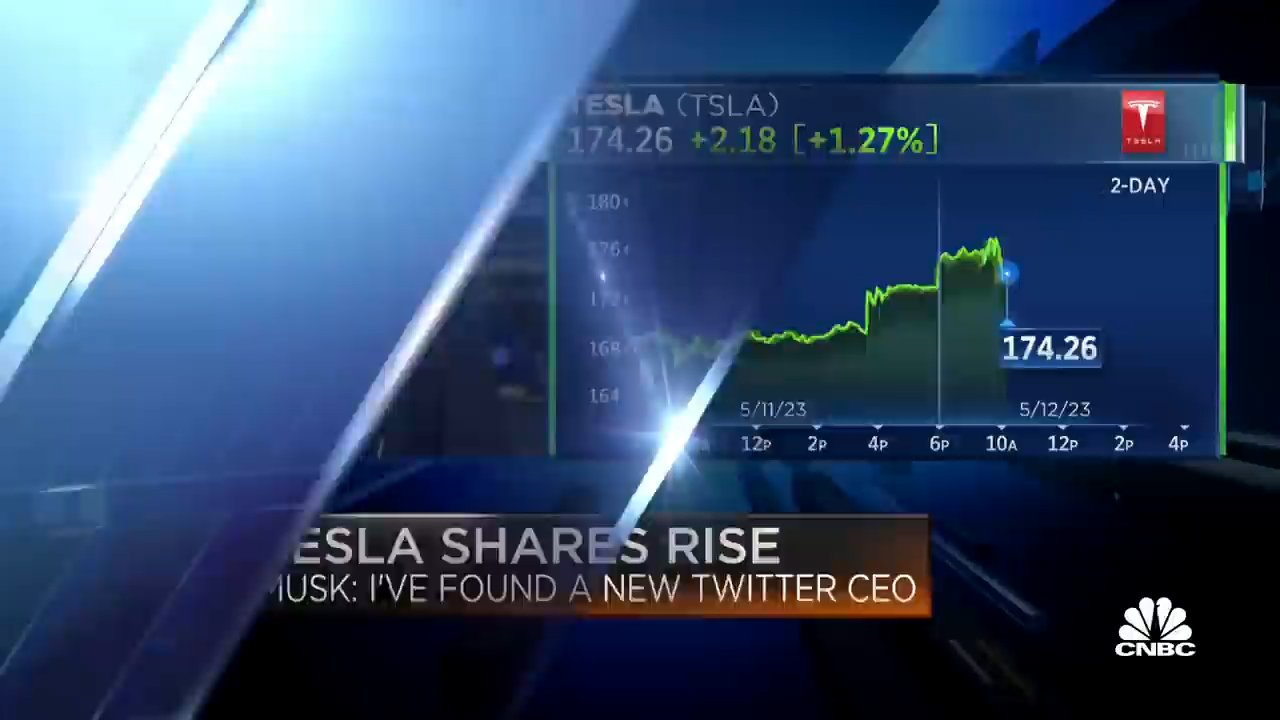 TESLA (TSLA)
174.26 +2.18 [+1.27%]
TESLA
2-DAY
180
176
172
168
164
174.26
5/11/23
5/12/23
12P 2P 4P 6P 10A 12P 2P 4P
ESLA SHARES RISE
MUSK: I'VE FOUND A NEW TWITTER CEO
CNBC